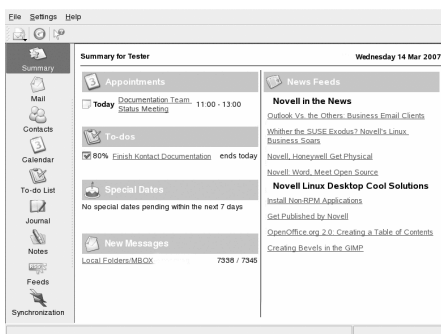 File Settings Help
Summary
Mail
Contacts
Calendar
To-do List
Journal
Notes
Feeds
Synchronization
Summary for Tester
Wednesday 14 Mar 2007
Appointments
Today Documentation Team Status Meeting 11:00 - 13:00
To-dos
80% Finish Kontact Documentation ends today
Special Dates
No special dates pending within the next 7 days
New Messages
Local Folders/MBOX 7338 / 7345
News Feeds
Novell in the News
Outlook Vs. the Others: Business Email Clients
Whither the SUSE Exodus? Novell's Linux
Business Soars
Novell, Honeywell Get Physical
Novell: Word, Meet Open Source
Novell Linux Desktop Cool Solutions
Install Non-RPM Applications
Get Published by Novell
OpenOffice.org 2.0: Creating a Table of Contents
Creating Bevels in the GIMP